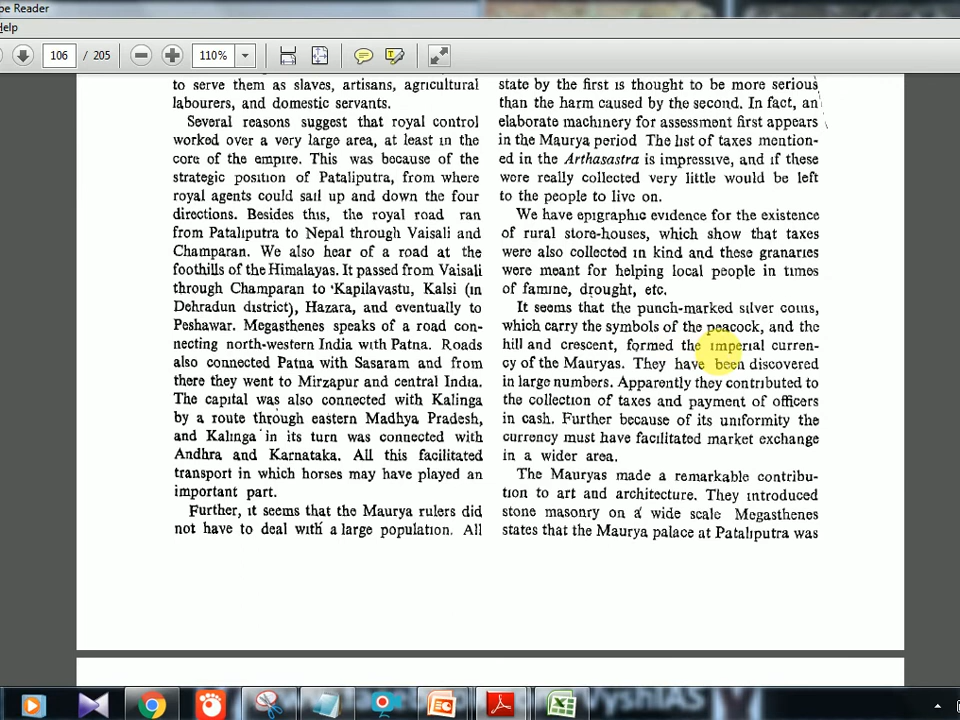 be Reader
Help
106 / 205 110%
to serve them as slaves, artisans, agricultural
labourers, and domestic servants.
Several reasons suggest that royal control
worked over a very large area, at least in the
core of the empire. This was because of the
strategic position of Pataliputra, from where
royal agents could sail up and down the four
directions. Besides this, the royal road ran
from Pataliputra to Nepal through Vaisali and
Champaran. We also hear of a road at the
foothills of the Himalayas. It passed from Vaisali
through Champaran to Kapilavastu, Kalsi (in
Dehradun district), Hazara, and eventually to
Peshawar. Megasthenes speaks of a road con-
necting north-western India with Patna. Roads
also connected Patna with Sasaram and from
there they went to Mirzapur and central India.
The capital was also connected with Kalinga
by a route through eastern Madhya Pradesh,
and Kalinga in its turn was connected with
Andhra and Karnataka. All this facilitated
transport in which horses may have played an
important part.
Further, it seems that the Maurya rulers did
not have to deal with a large population. All
state by the first is thought to be more serious
than the harm caused by the second. In fact, an
elaborate machinery for assessment first appears
in the Maurya period The list of taxes mention-
ed in the Arthasastra is impressive, and if these
were really collected very little would be left
to the people to live on.
We have epigraphic evidence for the existence
of rural store-houses, which show that taxes
were also collected in kind and these granaries
were meant for helping local people in times
of famine, drought, etc.
It seems that the punch-marked silver coins,
which carry the symbols of the peacock, and the
hill and crescent, formed the imperial curren-
cy of the Mauryas. They have been discovered
in large numbers. Apparently they contributed to
the collection of taxes and payment of officers
in cash. Further because of its uniformity the
currency must have facilitated market exchange
in a wider area.
The Mauryas made a remarkable contribu-
tion to art and architecture. They introduced
stone masonry on a wide scale Megasthenes
states that the Maurya palace at Pataliputra was
VyshIAS